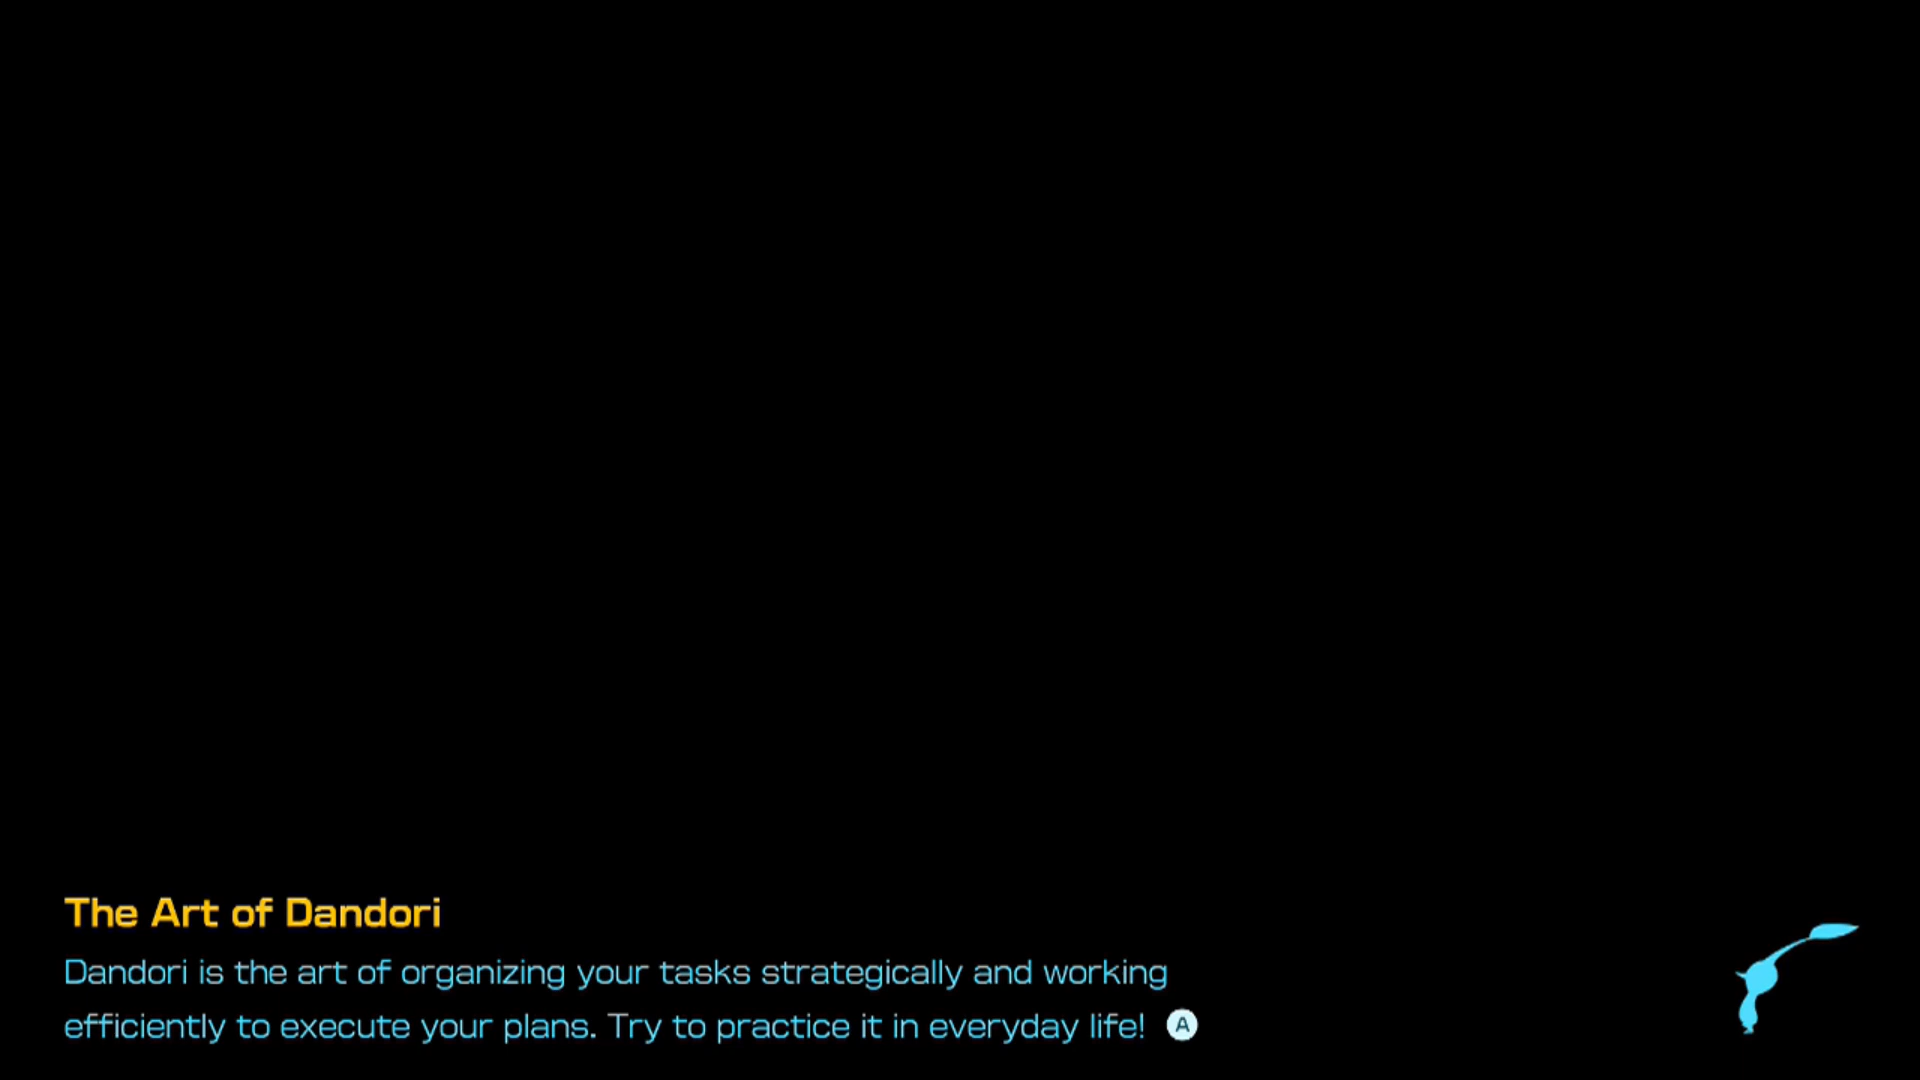 The Art of Dandori
Dandori is the art of organizing your tasks strategically and working
efficiently to execute your plans. Try to practice it in everyday life! A